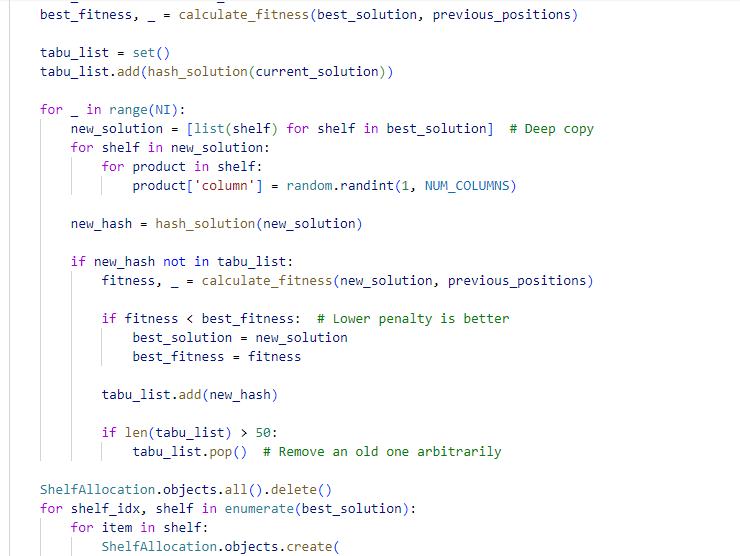 best_fitness, _ = calculate_fitness(best_solution, previous_positions)
tabu_list = set()
tabu_list.add(hash_solution(current_solution))
for _ in range(NI):
new_solution = [list(shelf) for shelf in best_solution]  # Deep copy
for shelf in new_solution:
for product in shelf:
product['column'] = random.randint(1, NUM_COLUMNS)
new_hash = hash_solution(new_solution)
if new_hash not in tabu_list:
fitness, _ = calculate_fitness(new_solution, previous_positions)
if fitness < best_fitness:  # Lower penalty is better
best_solution = new_solution
best_fitness = fitness
tabu_list.add(new_hash)
if len(tabu_list) > 50:
tabu_list.pop()  # Remove an old one arbitrarily
ShelfAllocation.objects.all().delete()
for shelf_idx, shelf in enumerate(best_solution):
for item in shelf:
ShelfAllocation.objects.create(